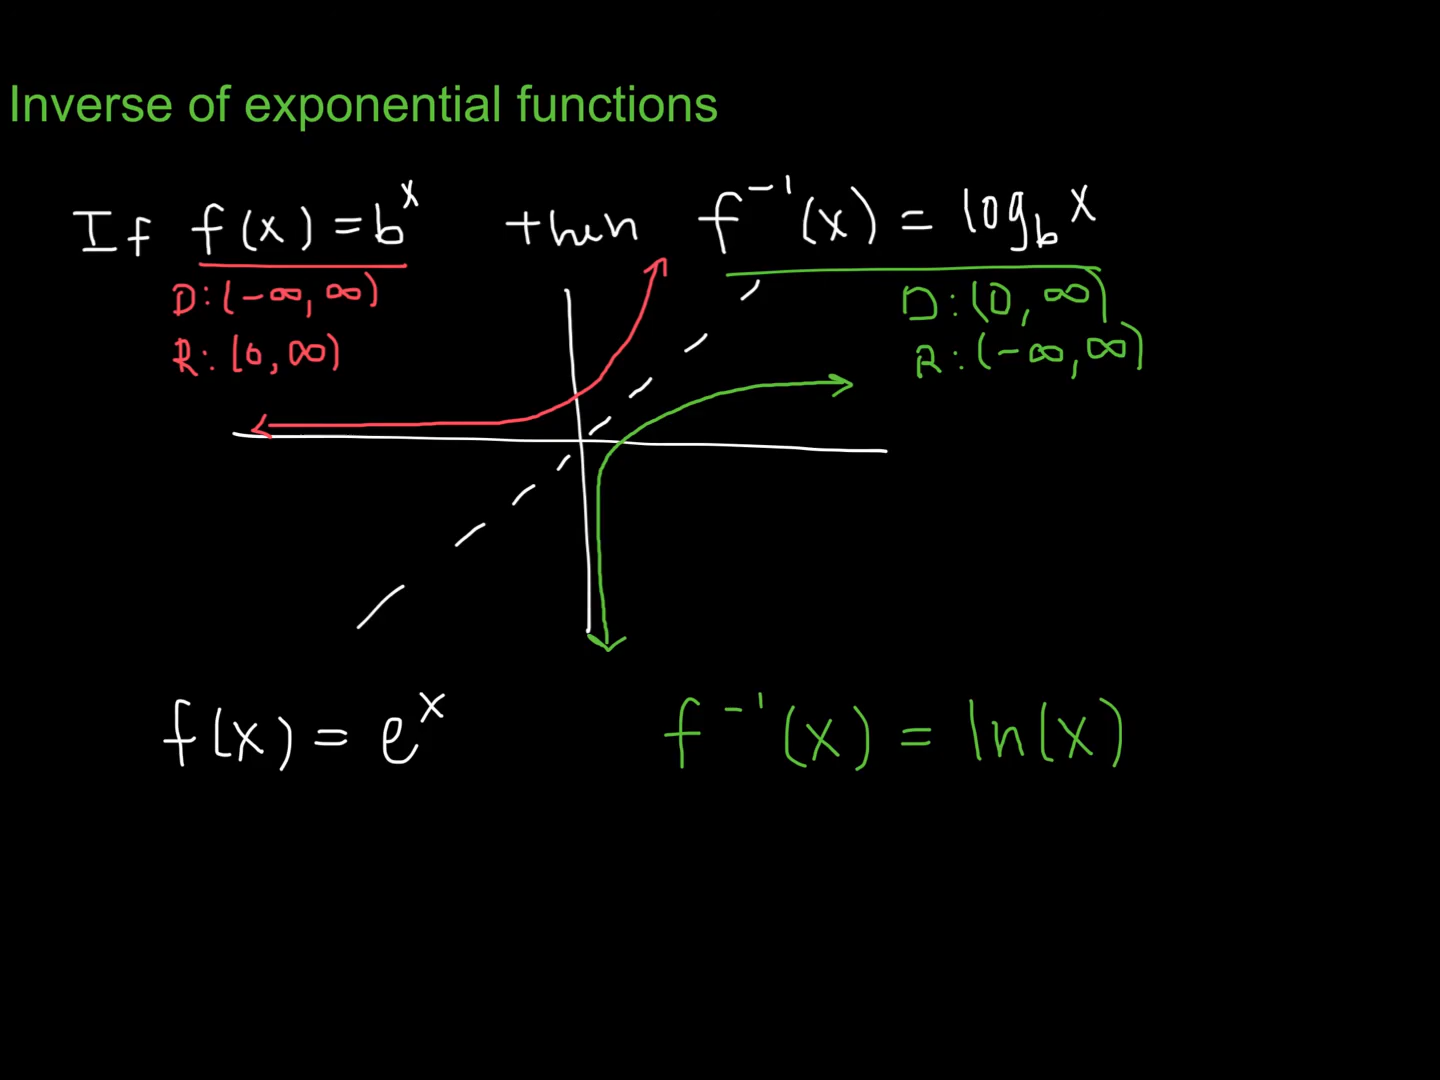 Inverse of exponential functions
If f(x) = b^x then f^-1(x) = log_b x
D: (-∞, ∞) D: (0, ∞)
R: (0, ∞) R: (-∞, ∞)
f(x) = e^x f^-1(x) = ln(x)